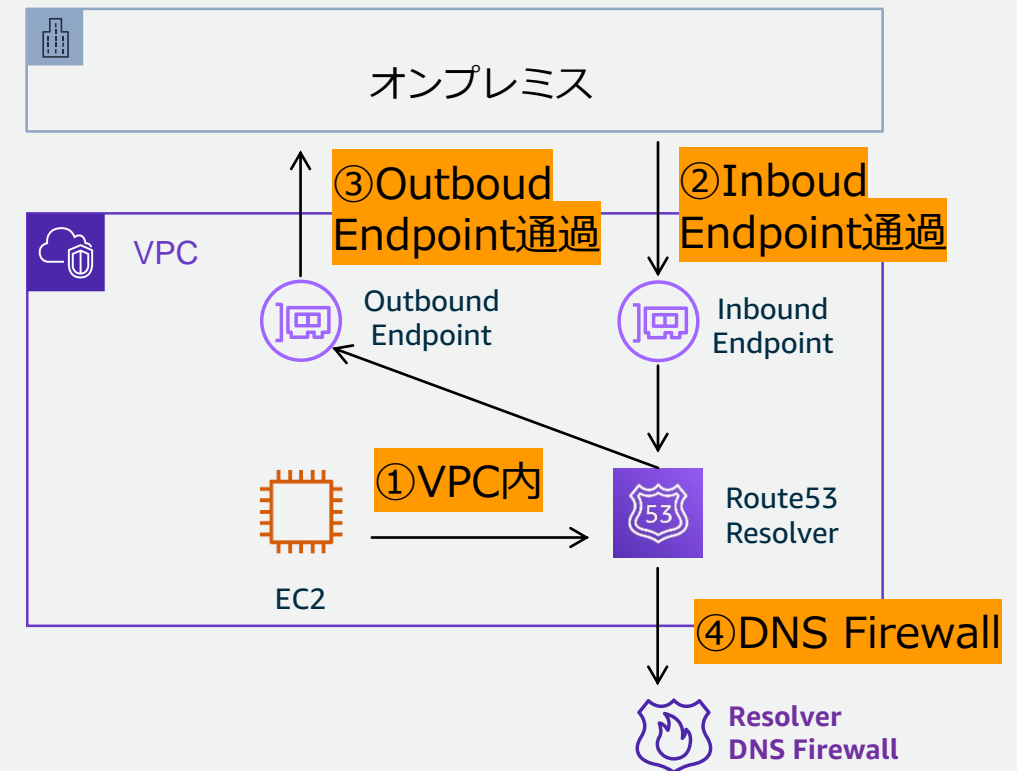 オンプレミス
③Outboud
Endpoint通過
②Inboud
Endpoint通過
VPC
Outbound
Endpoint
Inbound
Endpoint
①VPC内
53
Route53
Resolver
EC2
④DNS Firewall
Resolver
DNS Firewall